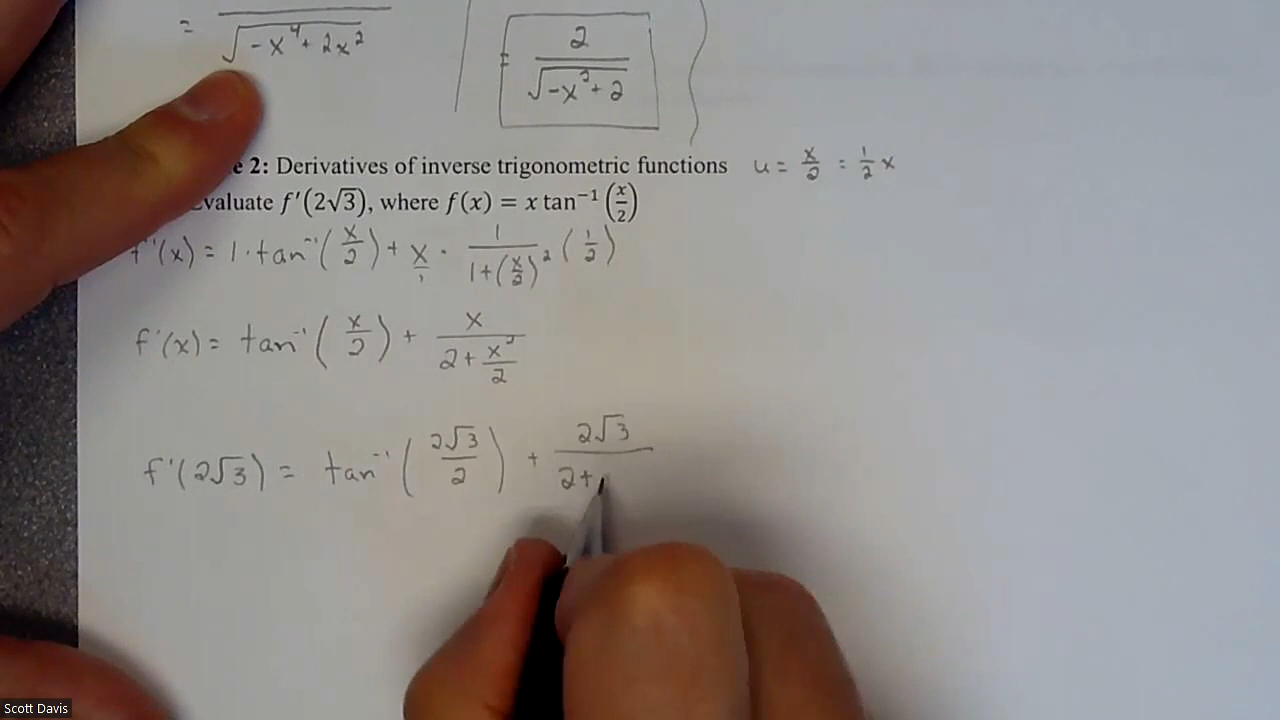 = ―― / √(-x⁴ + 2x²)
= 2 / √(-x² + 2)
e 2: Derivatives of inverse trigonometric functions u = x/2 = 1/2 x
valuate f′(2√3), where f(x) = x tan⁻¹(x/2)
f'(x) = 1 · tan⁻¹(x/2) + x/1 · 1/(1+(x/2)²) (1/2)
f'(x) = tan⁻¹(x/2) + x/(2 + x²/2)
f'(2√3) = tan⁻¹(2√3/2) + 2√3/(2+
Scott Davis